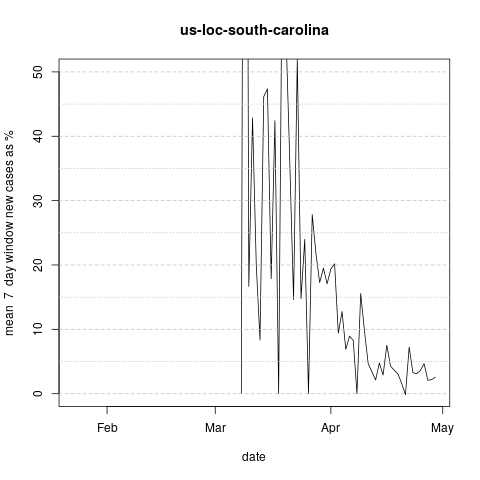 us-loc-south-carolina
50
40
30
20
10
0
mean 7 day window new cases as %
Feb
Mar
Apr
May
date